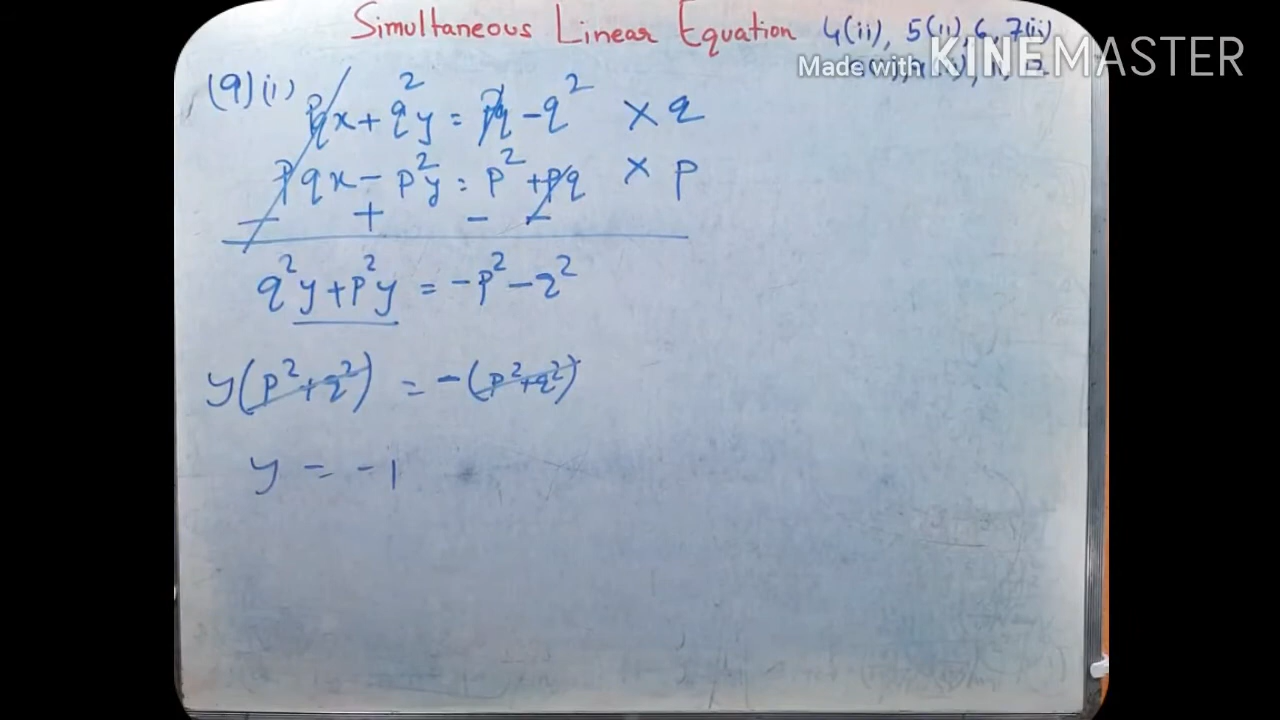 Simultaneous Linear Equation 4(ii), 5(ii), 6, 7(ii)
Made with KINEMASTER
(9)(i) pqx + q²y = pq - q² × q
pqx - p²y = p² + pq × p
- + - -
q²y + p²y = -p² - q²
y(p² + q²) = -(p² + q²)
y = -1